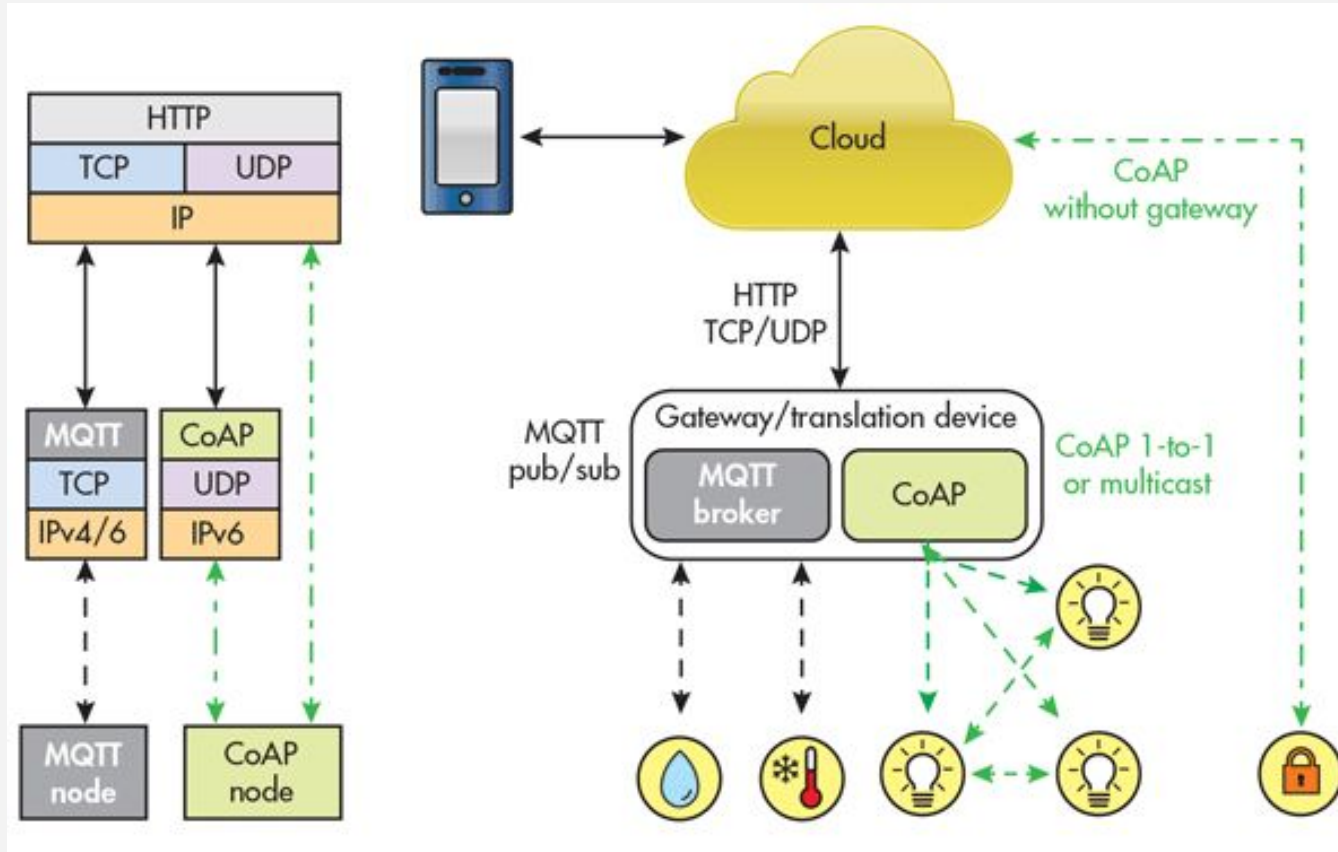 HTTP
TCP
UDP
IP
MQTT
TCP
IPv4/6
CoAP
UDP
IPv6
MQTT
node
CoAP
node
Cloud
CoAP
without gateway
HTTP
TCP/UDP
MQTT
pub/sub
Gateway/translation device
MQTT
broker
CoAP
CoAP 1-to-1
or multicast